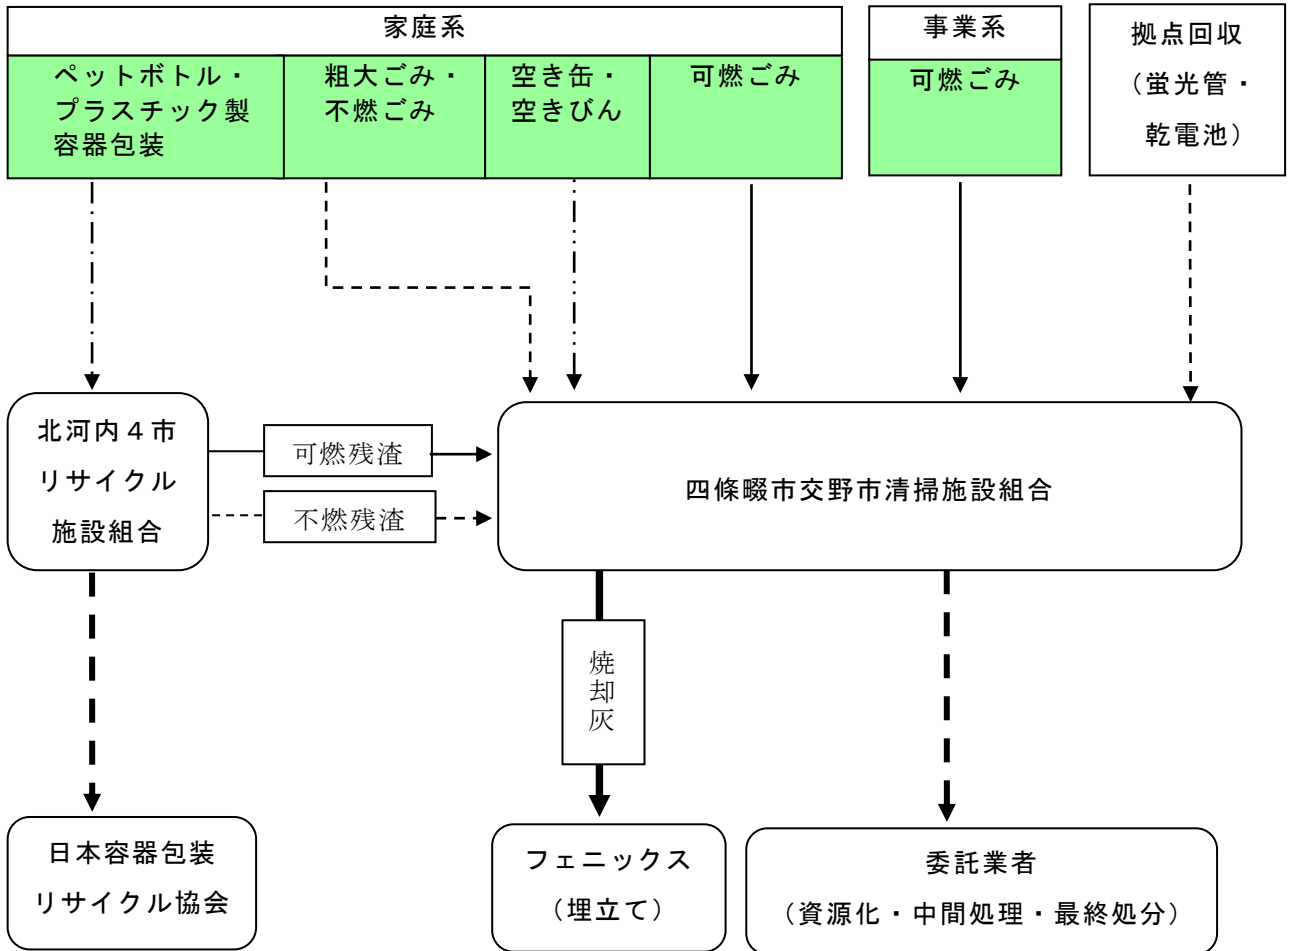 家庭系
ペットボトル・
プラスチック製
容器包装
粗大ごみ・
不燃ごみ
空き缶・
空きびん
可燃ごみ
事業系
可燃ごみ
拠点回収
（蛍光管・
乾電池）
北河内４市
リサイクル
施設組合
可燃残渣
不燃残渣
四條畷市交野市清掃施設組合
焼却灰
日本容器包装
リサイクル協会
フェニックス
（埋立て）
委託業者
（資源化・中間処理・最終処分）